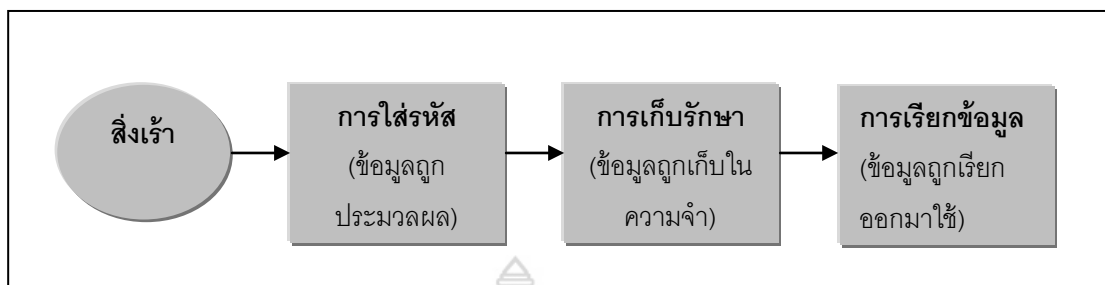 สิ่งเร้า
การใส่รหัส
(ข้อมูลถูก
ประมวลผล)
การเก็บรักษา
(ข้อมูลถูกเก็บใน
ความจำ)
การเรียกข้อมูล
(ข้อมูลถูกเรียก
ออกมาใช้)